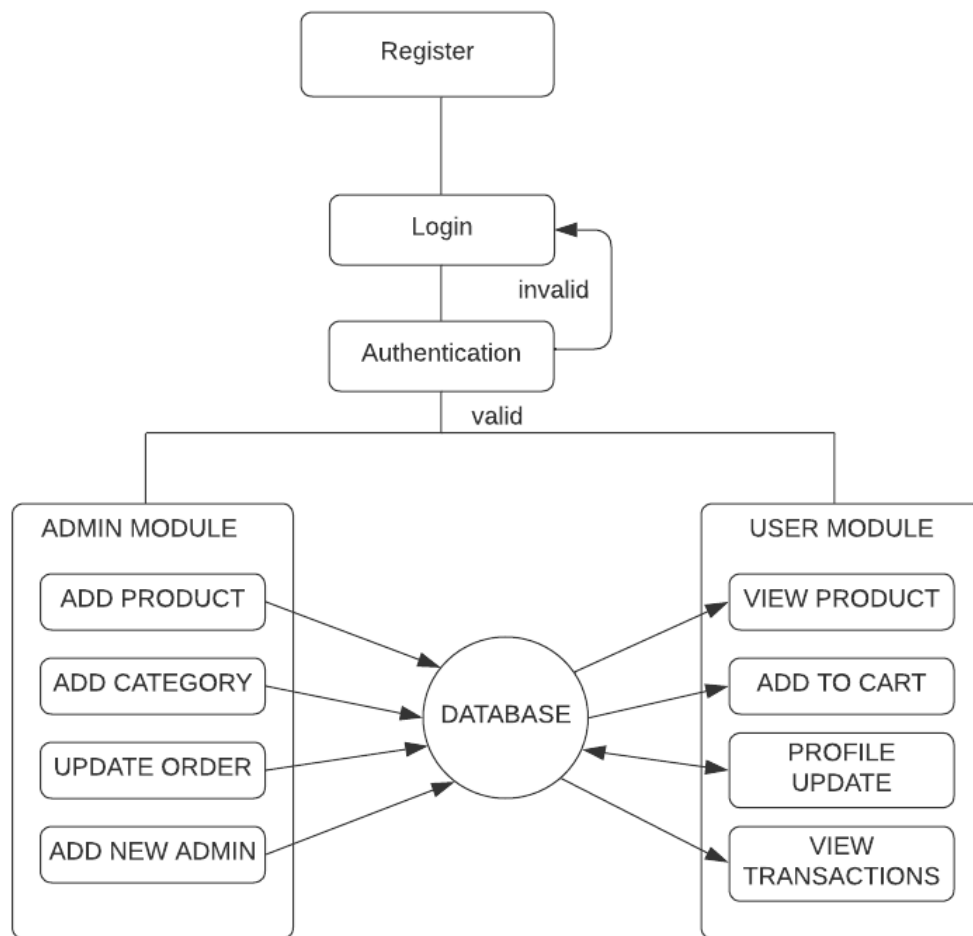 Register
Login
invalid
Authentication
valid
ADMIN MODULE
ADD PRODUCT
ADD CATEGORY
UPDATE ORDER
ADD NEW ADMIN
DATABASE
USER MODULE
VIEW PRODUCT
ADD TO CART
PROFILE
UPDATE
VIEW
TRANSACTIONS